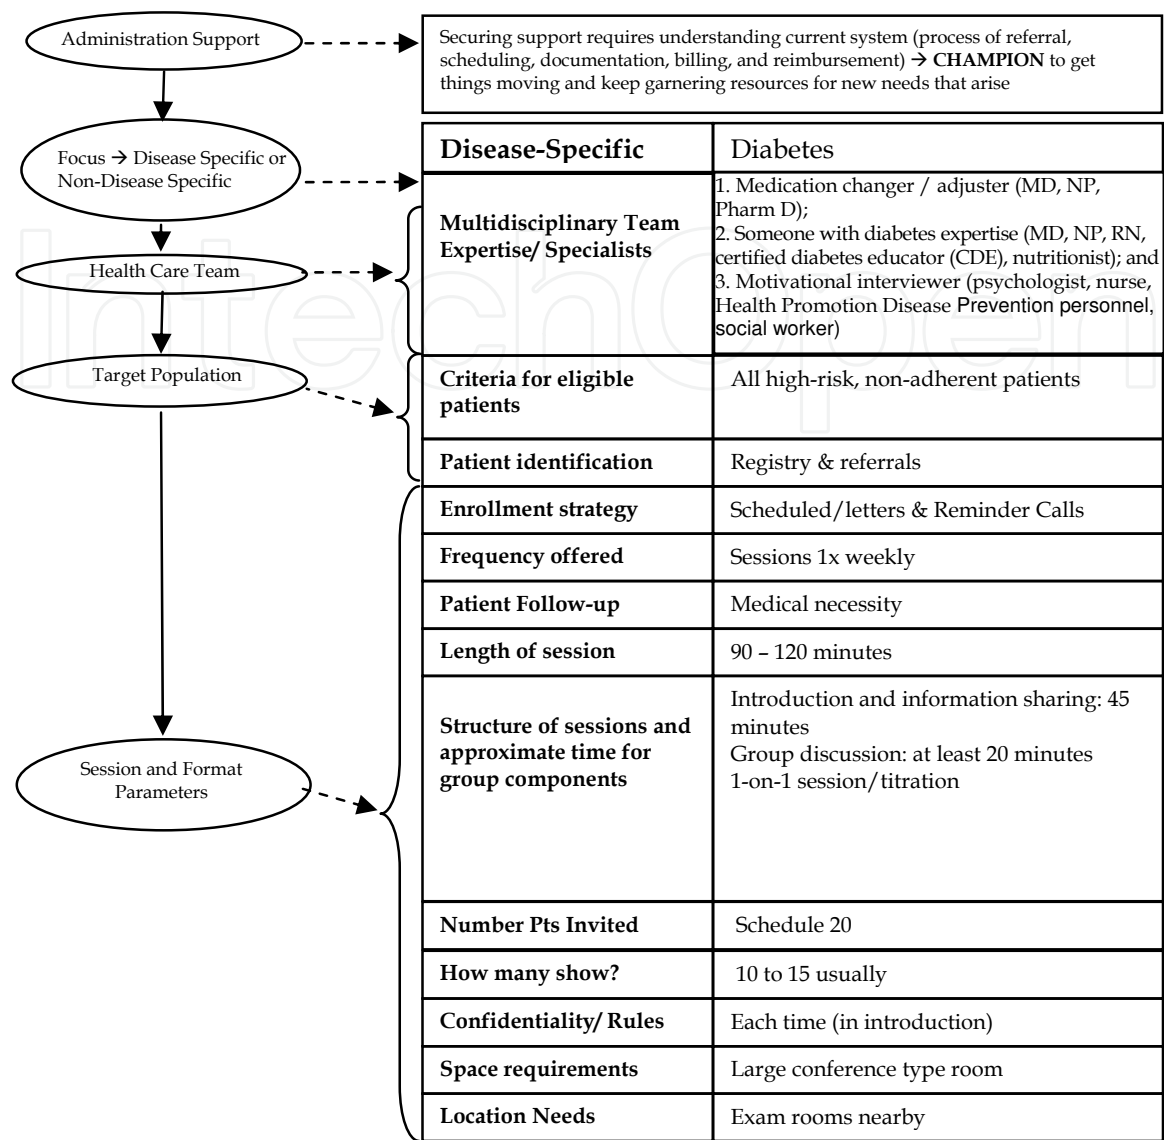 Administration Support
Securing support requires understanding current system (process of referral,
scheduling, documentation, billing, and reimbursement) → CHAMPION to get
things moving and keep garnering resources for new needs that arise
Focus → Disease Specific or
Non-Disease Specific
Health Care Team
Target Population
Session and Format
Parameters
Disease-Specific
Diabetes
Multidisciplinary Team
Expertise/ Specialists
1. Medication changer / adjuster (MD, NP,
Pharm D);
2. Someone with diabetes expertise (MD, NP, RN,
certified diabetes educator (CDE), nutritionist); and
3. Motivational interviewer (psychologist, nurse,
Health Promotion Disease Prevention personnel,
social worker)
Criteria for eligible
patients
All high-risk, non-adherent patients
Patient identification
Registry & referrals
Enrollment strategy
Scheduled/letters & Reminder Calls
Frequency offered
Sessions 1x weekly
Patient Follow-up
Medical necessity
Length of session
90 – 120 minutes
Structure of sessions and
approximate time for
group components
Introduction and information sharing: 45
minutes
Group discussion: at least 20 minutes
1-on-1 session/titration
Number Pts Invited
Schedule 20
How many show?
10 to 15 usually
Confidentiality/ Rules
Each time (in introduction)
Space requirements
Large conference type room
Location Needs
Exam rooms nearby
IntechOpen